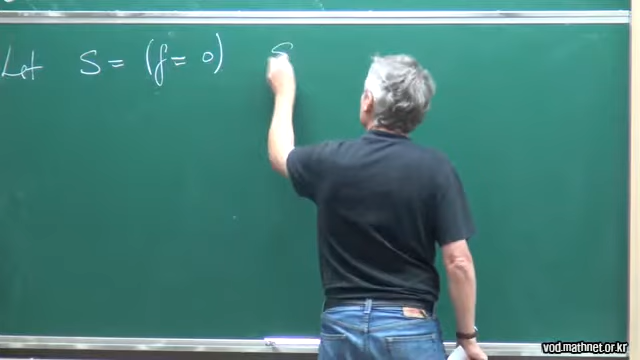 Let S = (f = 0) S
vod.mathnet.or.kr